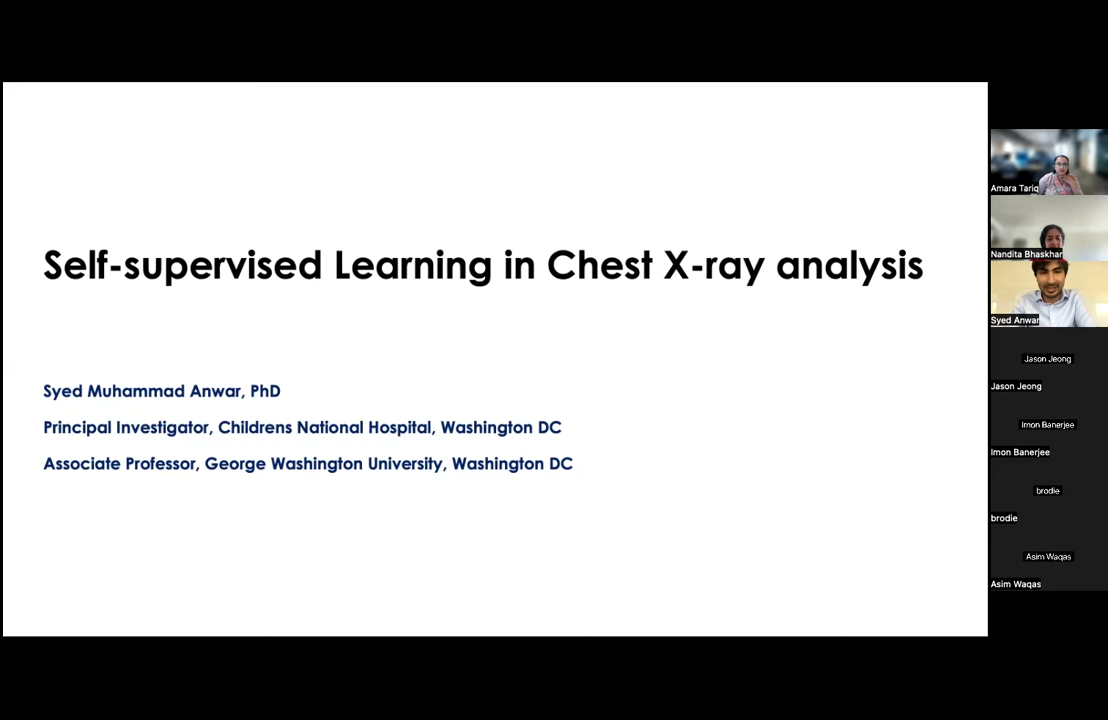 Self-supervised Learning in Chest X-ray analysis
Syed Muhammad Anwar, PhD
Principal Investigator, Childrens National Hospital, Washington DC
Associate Professor, George Washington University, Washington DC
Amara Tariq
Nandita Bhaskhar
Syed Anwar
Jason Jeong
Jason Jeong
Imon Banerjee
Imon Banerjee
brodie
brodie
Asim Waqas
Asim Waqas